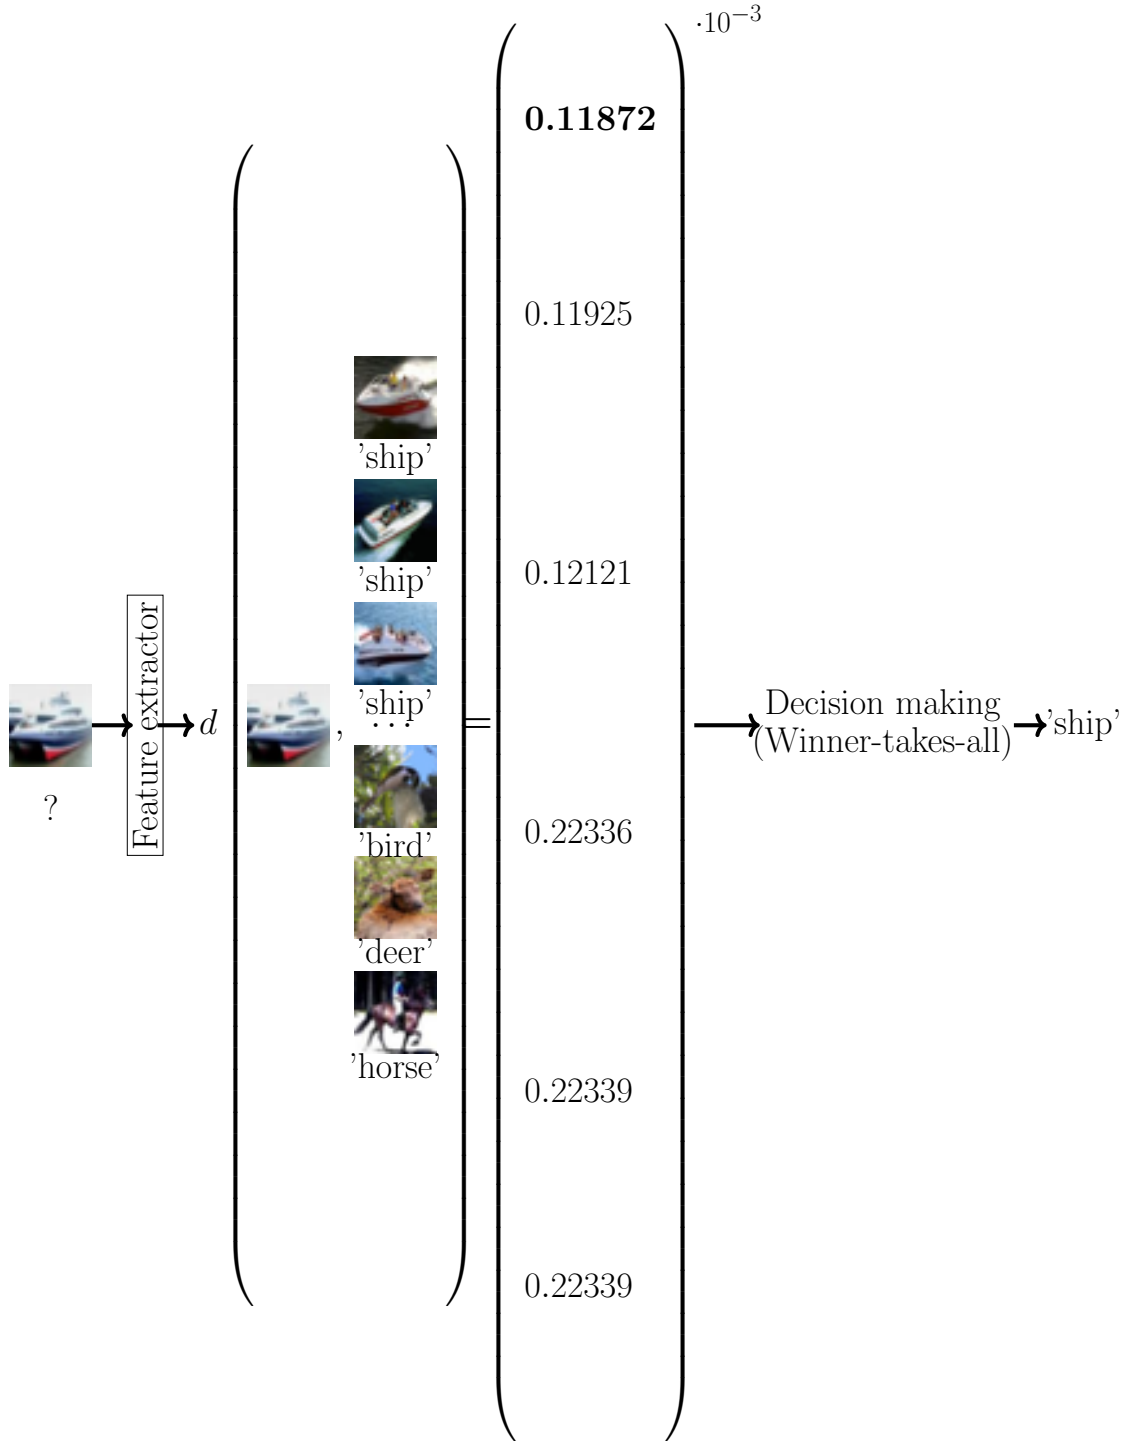 ?
Feature extractor
d
,
'ship'
'ship'
'ship'
...
'bird'
'deer'
'horse'
=
0.11872
0.11925
0.12121
0.22336
0.22339
0.22339
·10⁻³
Decision making
(Winner-takes-all)
'ship'